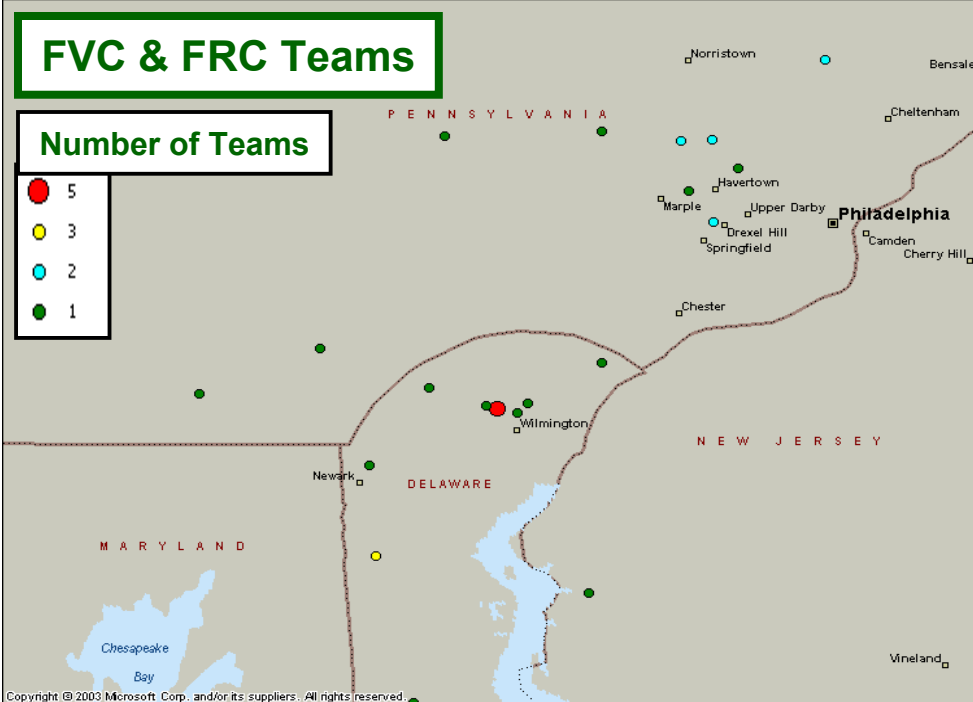 FVC & FRC Teams
Norristown
Bensale
PENNSYLVANIA
Cheltenham
Number of Teams
5
3
2
1
Havertown
Marple
Upper Darby
Philadelphia
Drexel Hill
Camden
Springfield
Cherry Hill
Chester
Wilmington
NEW JERSEY
Newark
DELAWARE
MARYLAND
Chesapeake
Bay
Vineland
Copyright © 2003 Microsoft Corp. and/or its suppliers. All rights reserved.